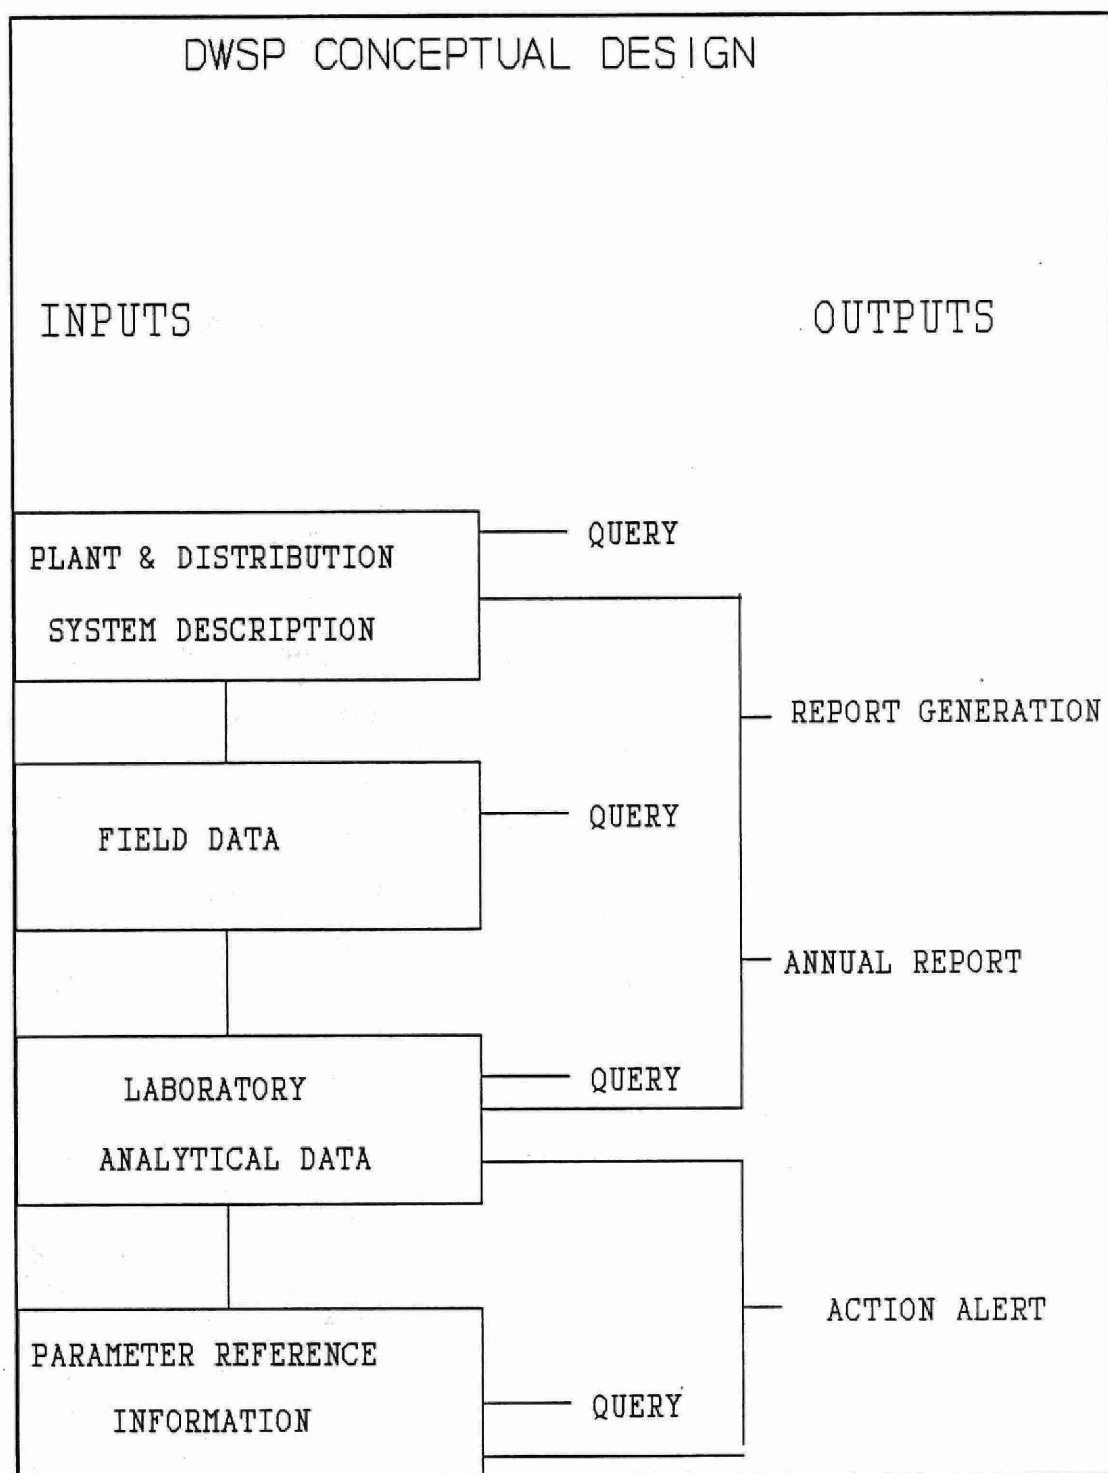 DWSP CONCEPTUAL DESIGN
INPUTS
OUTPUTS
PLANT & DISTRIBUTION
SYSTEM DESCRIPTION
QUERY
REPORT GENERATION
FIELD DATA
QUERY
ANNUAL REPORT
LABORATORY
ANALYTICAL DATA
QUERY
ACTION ALERT
PARAMETER REFERENCE
INFORMATION
QUERY